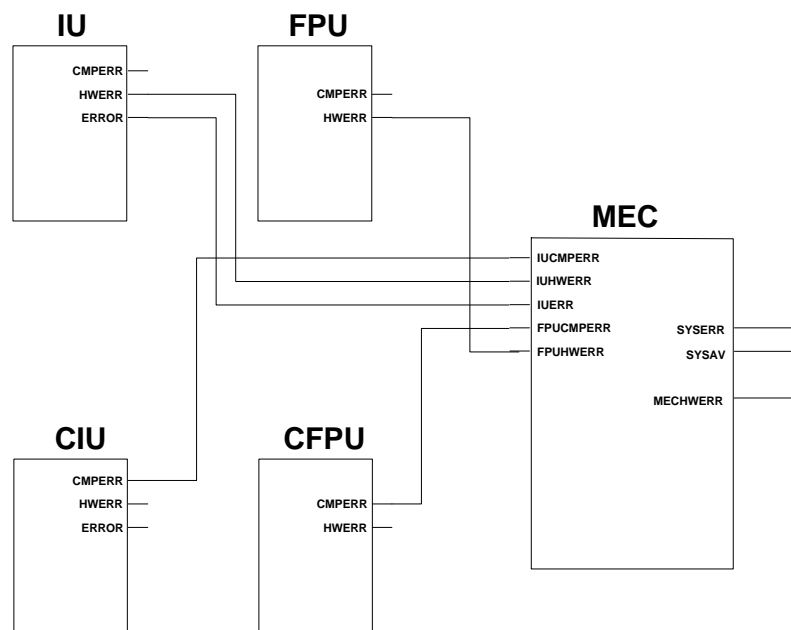 IU
CMPERR
HWERR
ERROR
FPU
CMPERR
HWERR
MEC
IUCMPERR
IUHWERR
IUERR
FPUCMPERR
FPUHWERR
SYSERR
SYSAV
MECHWERR
CIU
CMPERR
HWERR
ERROR
CFPU
CMPERR
HWERR